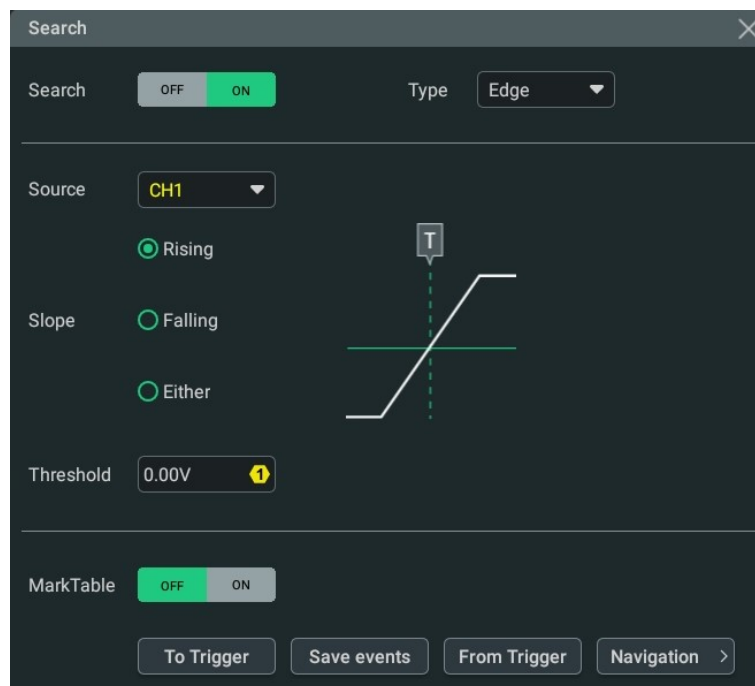 Search
Search OFF ON Type Edge
Source CH1
Rising
T
Slope Falling
Either
Threshold 0.00V 1
MarkTable OFF ON
To Trigger Save events From Trigger Navigation >